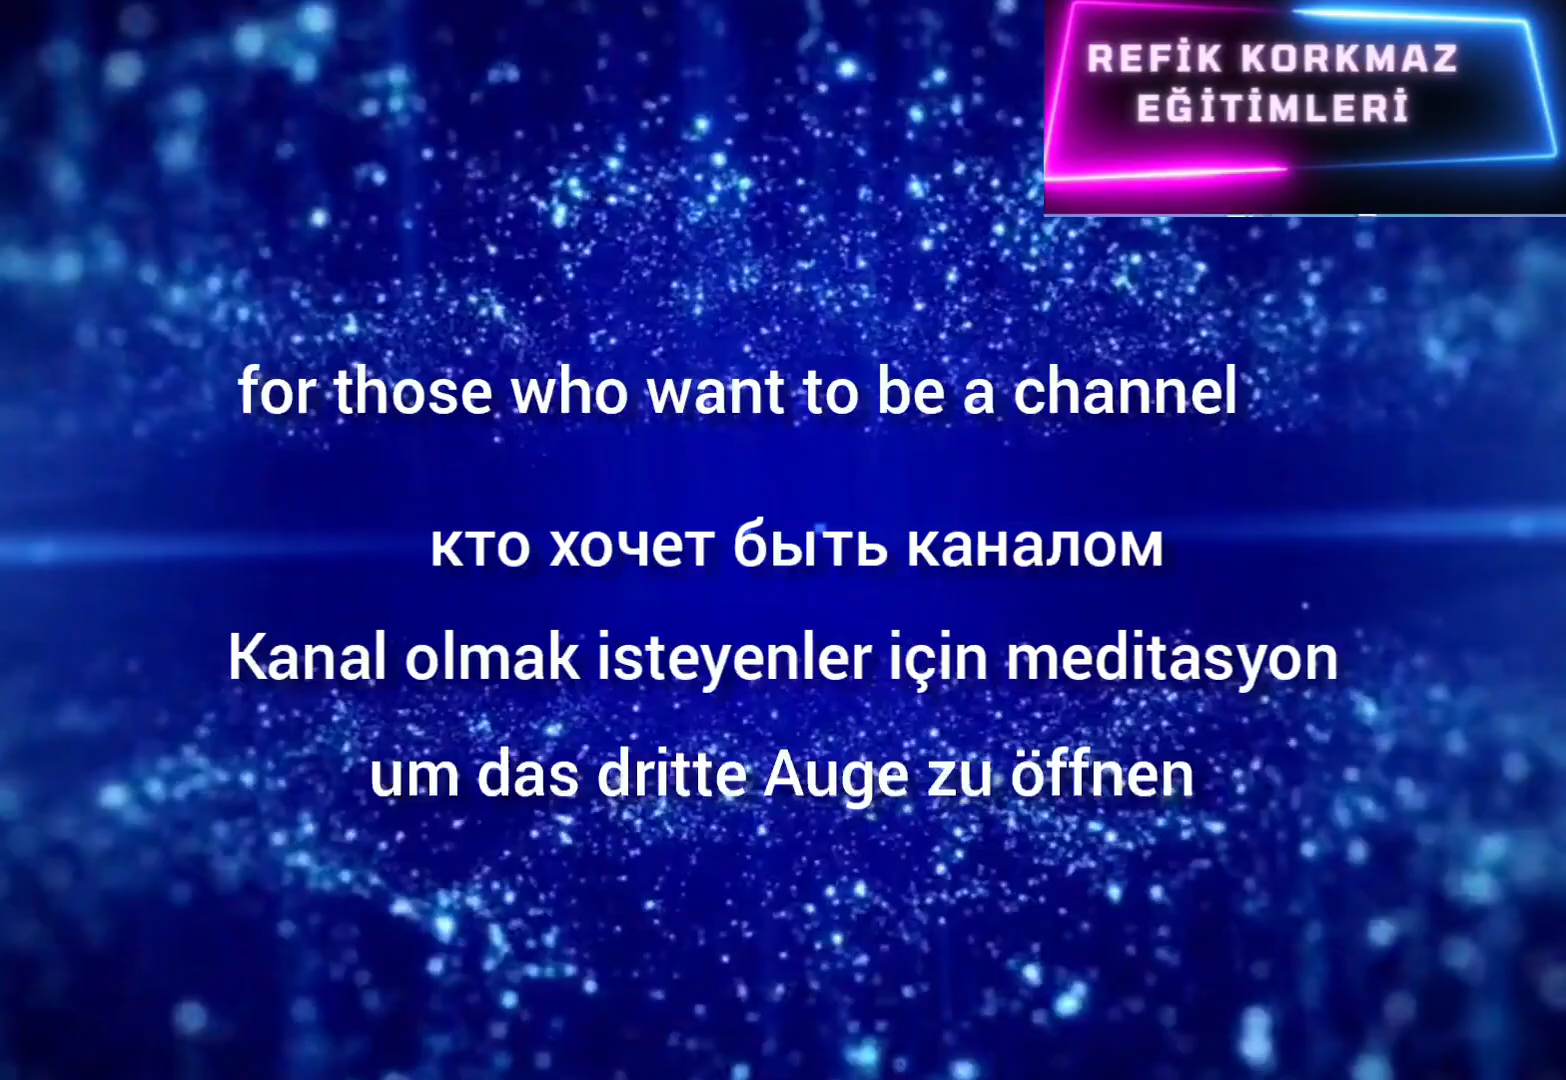 REFİK KORKMAZ
EĞİTİMLERİ
for those who want to be a channel
кто хочет быть каналом
Kanal olmak isteyenler için meditasyon
um das dritte Auge zu öffnen